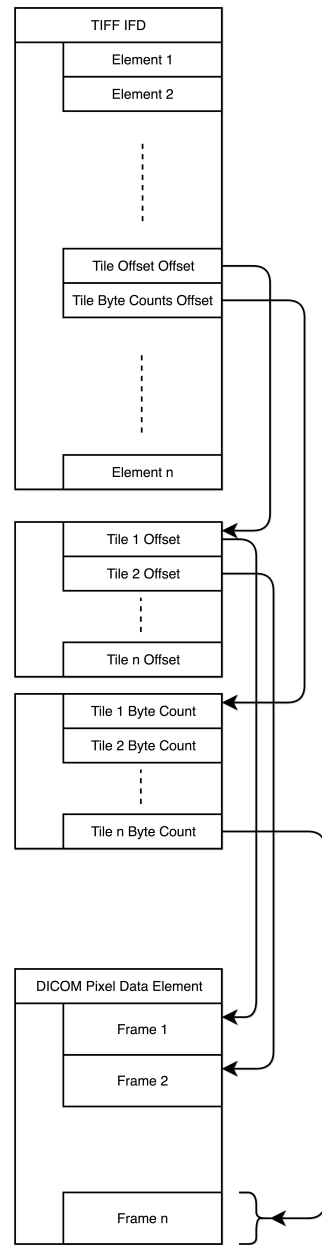 TIFF IFD
Element 1
Element 2
Tile Offset Offset
Tile Byte Counts Offset
Element n
Tile 1 Offset
Tile 2 Offset
Tile n Offset
Tile 1 Byte Count
Tile 2 Byte Count
Tile n Byte Count
DICOM Pixel Data Element
Frame 1
Frame 2
Frame n